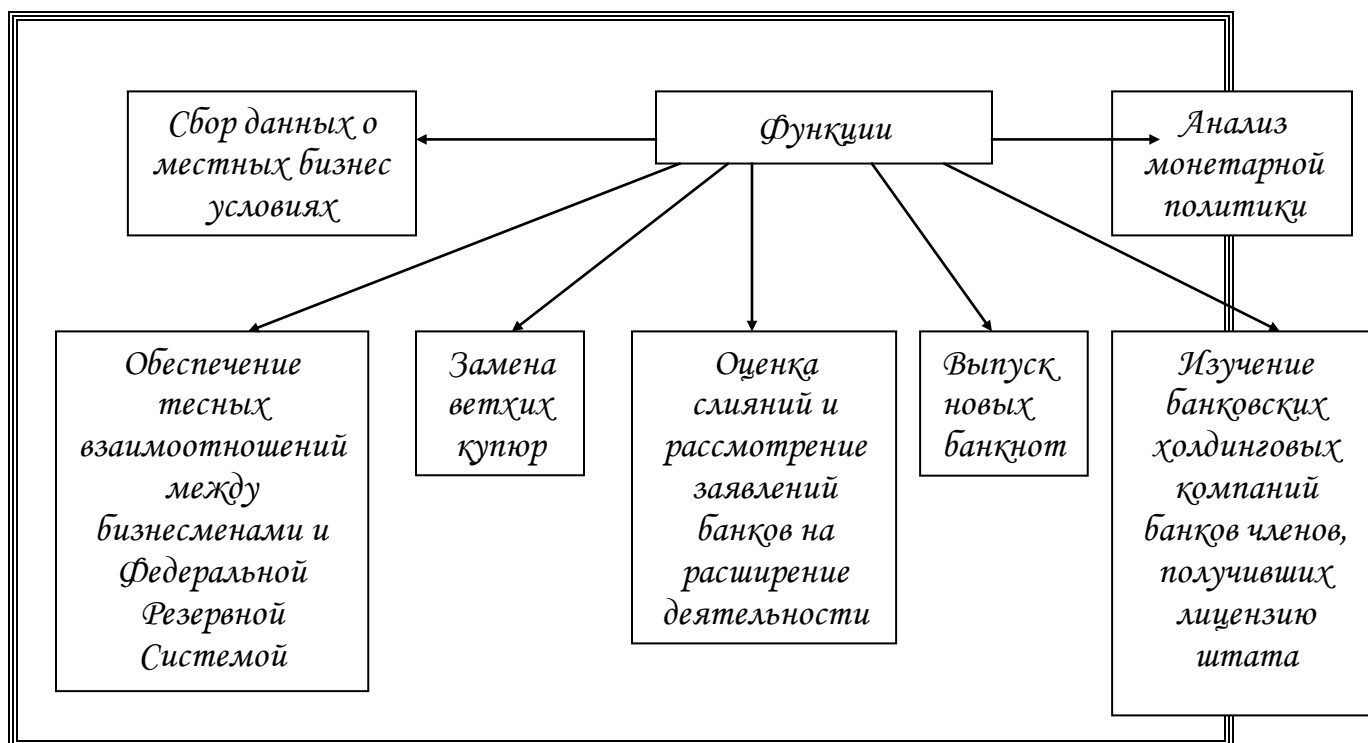 Сбор данных о
местных бизнес
условиях
Функции
Анализ
монетарной
политики
Обеспечение
тесных
взаимоотношений
между
бизнесменами и
Федеральной
Резервной
Системой
Замена
ветхих
купюр
Оценка
слияний и
рассмотрение
заявлений
банков на
расширение
деятельности
Выпуск
новых
банкнот
Изучение
банковских
холдинговых
компаний
банков членов,
получивших
лицензию
штата